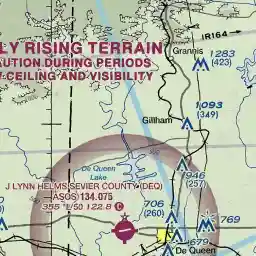 IR164
LY RISING TERRAIN
Grannis
AUTION DURING PERIODS
CEILING AND VISIBILITY
1283
(423)
1093
(349)
Gillham
De Queen
Lake
946
(257)
J LYNN HELMS SEVIER COUNTY (DEQ)
ASOS 134.075
355 *L 50 122.8 C
706
(260)
769
679
De Queen